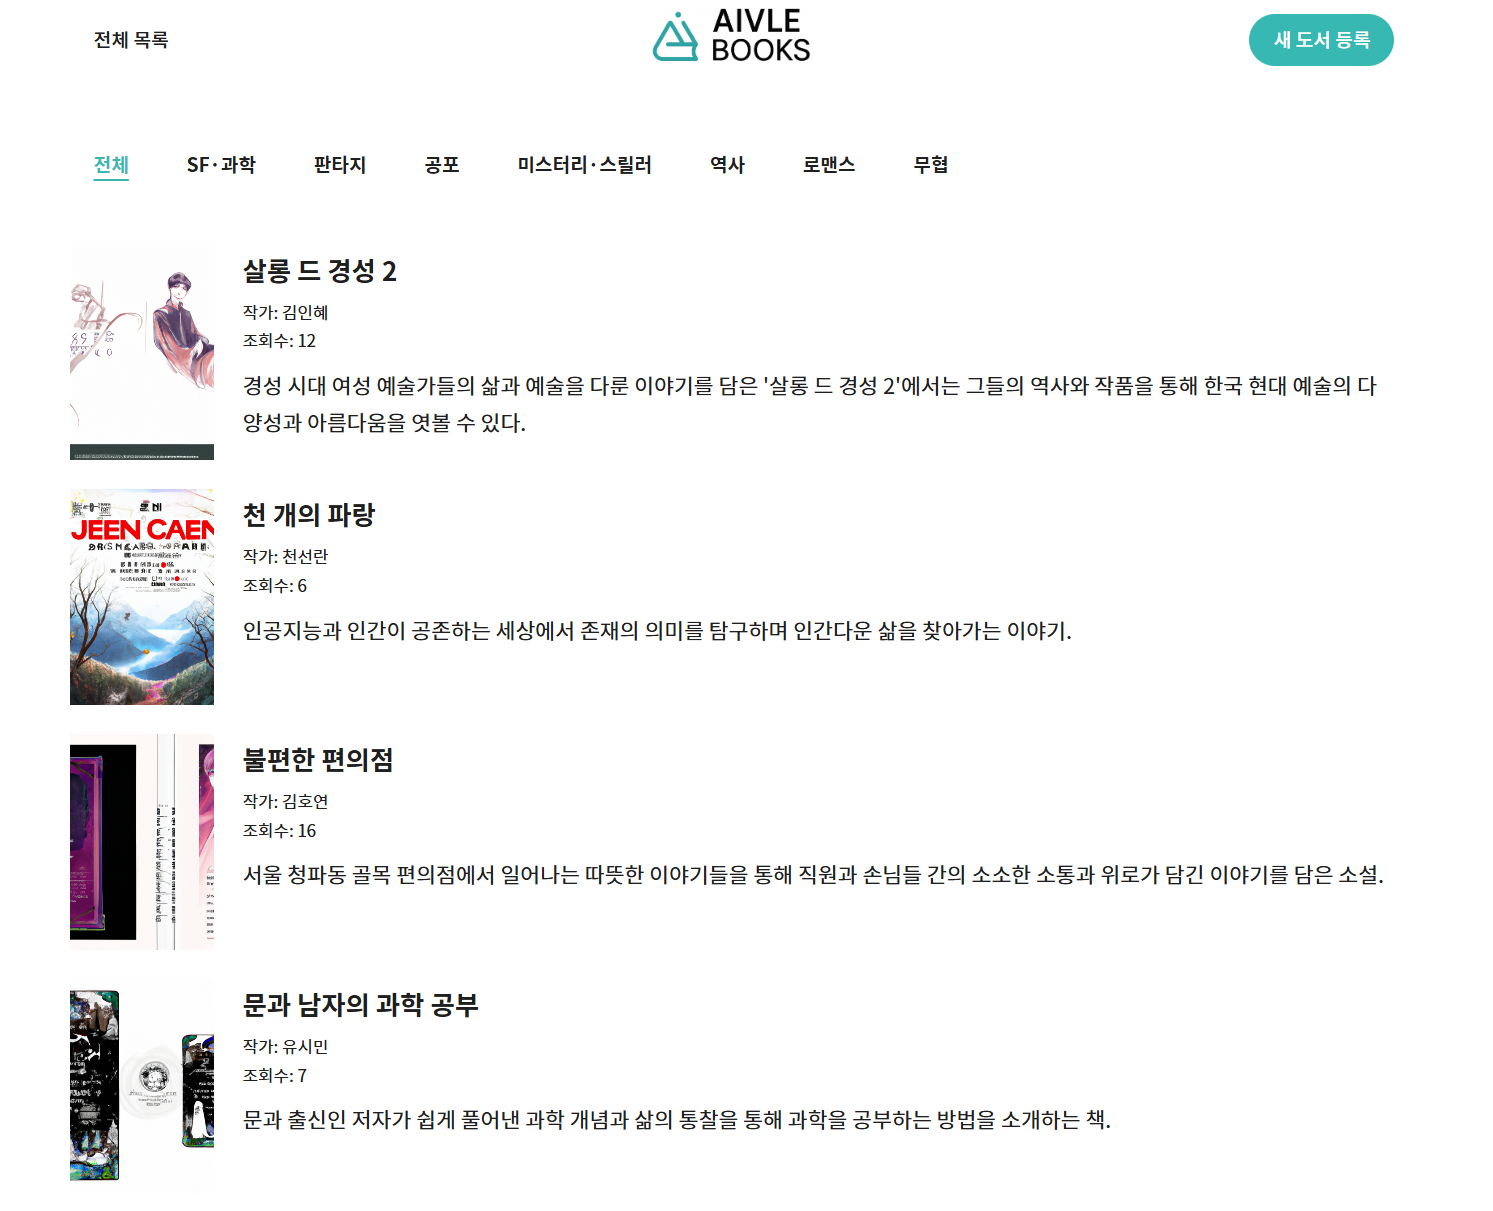 전체 목록
AIVLE
BOOKS
새 도서 등록
전체
SF·과학
판타지
공포
미스터리·스릴러
역사
로맨스
무협
살롱 드 경성 2
작가: 김인혜
조회수: 12
경성 시대 여성 예술가들의 삶과 예술을 다룬 이야기를 담은 '살롱 드 경성 2'에서는 그들의 역사와 작품을 통해 한국 현대 예술의 다
양성과 아름다움을 엿볼 수 있다.
JEEN CAEN
천 개의 파랑
작가: 천선란
조회수: 6
인공지능과 인간이 공존하는 세상에서 존재의 의미를 탐구하며 인간다운 삶을 찾아가는 이야기.
불편한 편의점
작가: 김호연
조회수: 16
서울 청파동 골목 편의점에서 일어나는 따뜻한 이야기들을 통해 직원과 손님들 간의 소소한 소통과 위로가 담긴 이야기를 담은 소설.
문과 남자의 과학 공부
작가: 유시민
조회수: 7
문과 출신인 저자가 쉽게 풀어낸 과학 개념과 삶의 통찰을 통해 과학을 공부하는 방법을 소개하는 책.